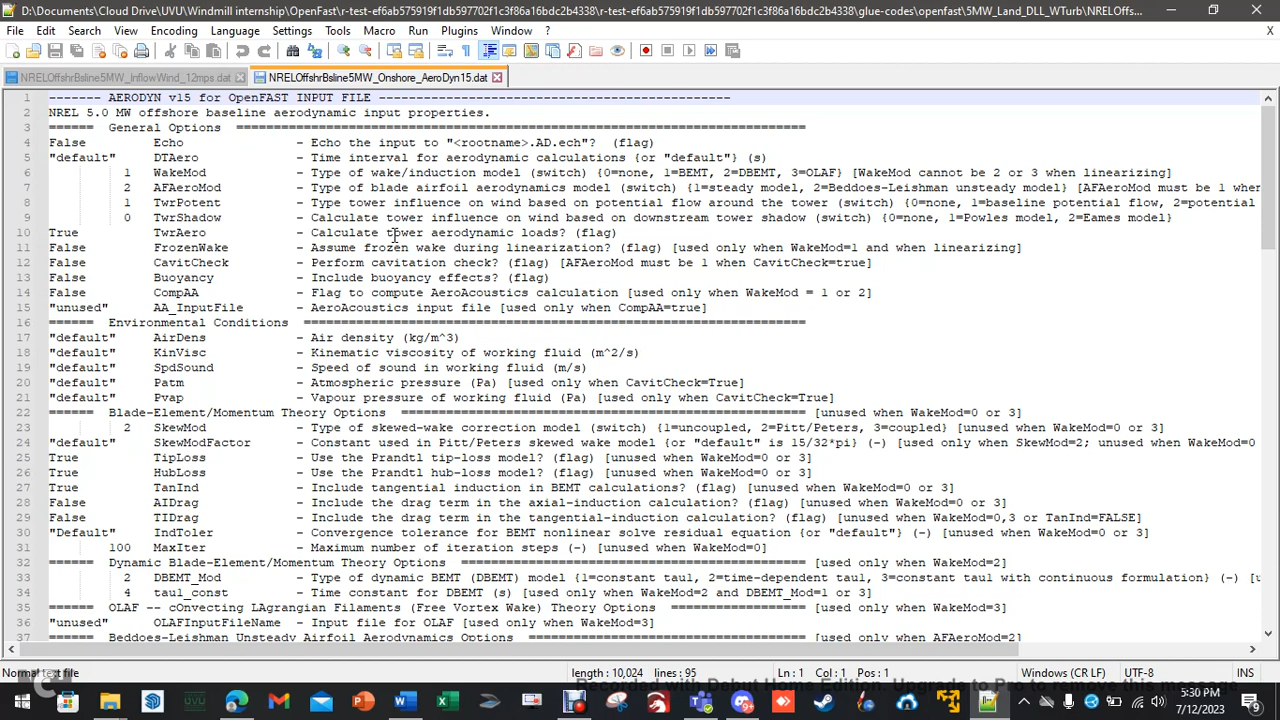 D:\Documents\Cloud Drive\UVU\Windmill internship\OpenFast\r-test-ef6ab575919f1db597702f1c3f86a16bdc2b4338\r-test-ef6ab575919f1db597702f1c3f86a16bdc2b4338\glue-codes\openfast\5MW_Land_DLL_WTurb\NRELOffs...
File Edit Search View Encoding Language Settings Tools Macro Run Plugins Window ?
NRELOffshrBsline5MW_InflowWind_12mps.dat NRELOffshrBsline5MW_Onshore_AeroDyn15.dat
1 ------- AERODYN v15 for OpenFAST INPUT FILE -----------------------------------------------
2 NREL 5.0 MW offshore baseline aerodynamic input properties.
3 ====== General Options ============================================================================
4 False Echo - Echo the input to "<rootname>.AD.ech"? (flag)
5 "default" DTAero - Time interval for aerodynamic calculations {or "default"} (s)
6 1 WakeMod - Type of wake/induction model (switch) {0=none, 1=BEMT, 2=DBEMT, 3=OLAF} [WakeMod cannot be 2 or 3 when linearizing]
7 2 AFAeroMod - Type of blade airfoil aerodynamics model (switch) {1=steady model, 2=Beddoes-Leishman unsteady model} [AFAeroMod must be 1 when
8 1 TwrPotent - Type tower influence on wind based on potential flow around the tower (switch) {0=none, 1=baseline potential flow, 2=potential
9 0 TwrShadow - Calculate tower influence on wind based on downstream tower shadow (switch) {0=none, 1=Powles model, 2=Eames model}
10 True TwrAero - Calculate tower aerodynamic loads? (flag)
11 False FrozenWake - Assume frozen wake during linearization? (flag) [used only when WakeMod=1 and when linearizing]
12 False CavitCheck - Perform cavitation check? (flag) [AFAeroMod must be 1 when CavitCheck=true]
13 False Buoyancy - Include buoyancy effects? (flag)
14 False CompAA - Flag to compute AeroAcoustics calculation [used only when WakeMod = 1 or 2]
15 "unused" AA_InputFile - AeroAcoustics input file [used only when CompAA=true]
16 ====== Environmental Conditions ===================================================================
17 "default" AirDens - Air density (kg/m^3)
18 "default" KinVisc - Kinematic viscosity of working fluid (m^2/s)
19 "default" SpdSound - Speed of sound in working fluid (m/s)
20 "default" Patm - Atmospheric pressure (Pa) [used only when CavitCheck=True]
21 "default" Pvap - Vapour pressure of working fluid (Pa) [used only when CavitCheck=True]
22 ====== Blade-Element/Momentum Theory Options ====================================================== [unused when WakeMod=0 or 3]
23 2 SkewMod - Type of skewed-wake correction model (switch) {1=uncoupled, 2=Pitt/Peters, 3=coupled} [unused when WakeMod=0 or 3]
24 "default" SkewModFactor - Constant used in Pitt/Peters skewed wake model {or "default" is 15/32*pi} (-) [used only when SkewMod=2; unused when WakeMod=0
25 True TipLoss - Use the Prandtl tip-loss model? (flag) [unused when WakeMod=0 or 3]
26 True HubLoss - Use the Prandtl hub-loss model? (flag) [unused when WakeMod=0 or 3]
27 True TanInd - Include tangential induction in BEMT calculations? (flag) [unused when WakeMod=0 or 3]
28 False AIDrag - Include the drag term in the axial-induction calculation? (flag) [unused when WakeMod=0 or 3]
29 False TIDrag - Include the drag term in the tangential-induction calculation? (flag) [unused when WakeMod=0,3 or TanInd=FALSE]
30 "Default" IndToler - Convergence tolerance for BEMT nonlinear solve residual equation {or "default"} (-) [unused when WakeMod=0 or 3]
31 100 MaxIter - Maximum number of iteration steps (-) [unused when WakeMod=0]
32 ====== Dynamic Blade-Element/Momentum Theory Options ============================================== [used only when WakeMod=2]
33 2 DBEMT_Mod - Type of dynamic BEMT (DBEMT) model {1=constant tau1, 2=time-dependent tau1, 3=constant tau1 with continuous formulation} (-) [u
34 4 tau1_const - Time constant for DBEMT (s) [used only when WakeMod=2 and DBEMT_Mod=1 or 3]
35 ====== OLAF -- cOnvecting LAgrangian Filaments (Free Vortex Wake) Theory Options ================== [used only when WakeMod=3]
36 "unused" OLAFInputFileName - Input file for OLAF [used only when WakeMod=3]
37 ====== Beddoes-Leishman Unsteady Airfoil Aerodynamics Options ===================================== [used only when AFAeroMod=2]
Normal text file length : 10,024 lines : 95 Ln : 1 Col : 1 Pos : 1 Windows (CR LF) UTF-8 INS
Recorded with Debut Home Edition. Upgrade to Pro to remove this message.
UVU
5:30 PM
7/12/2023